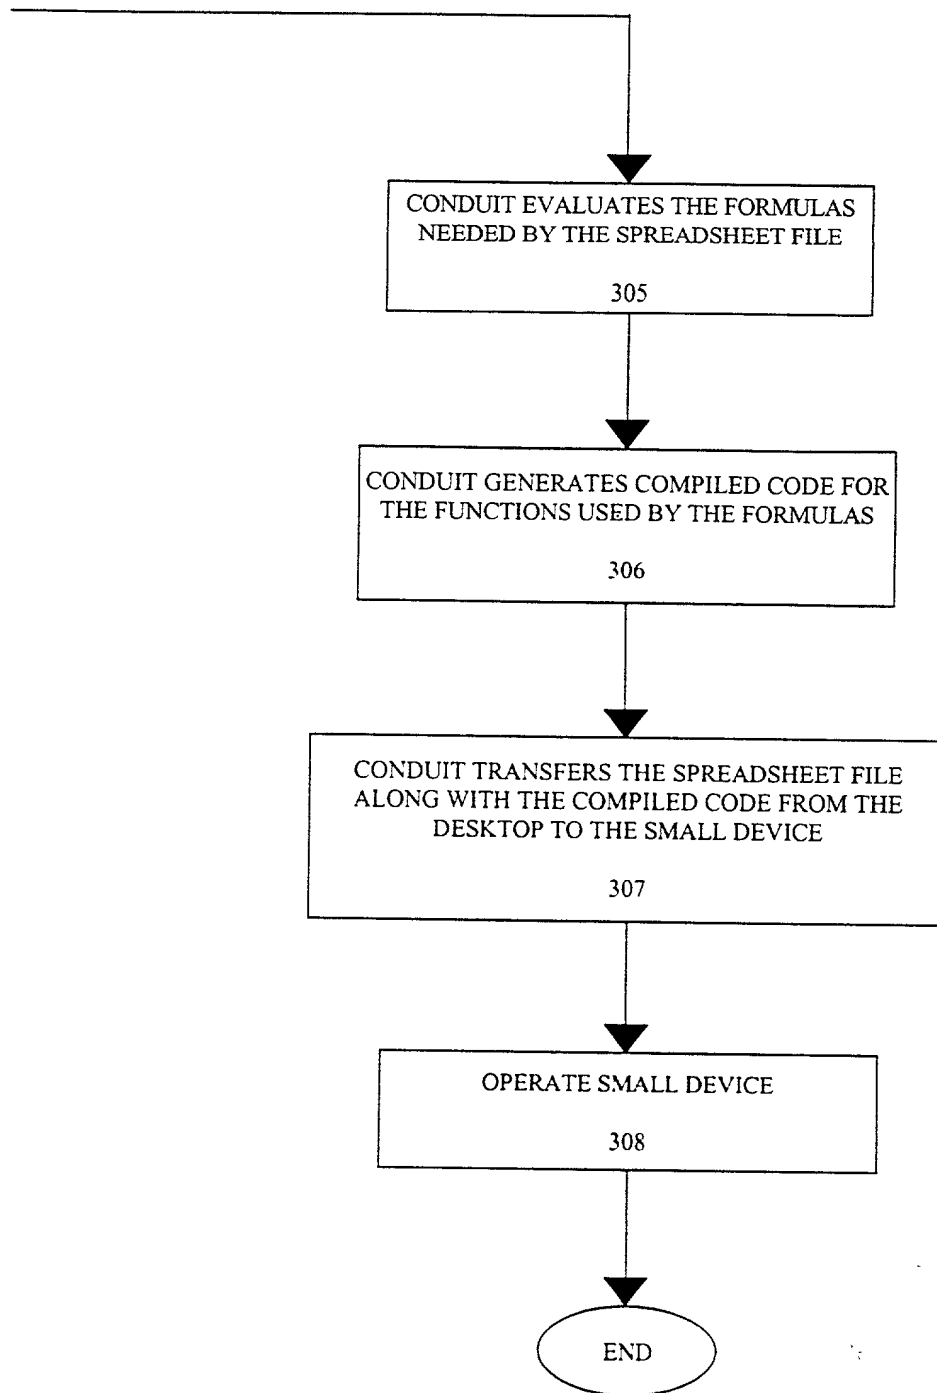 CONDUIT EVALUATES THE FORMULAS
NEEDED BY THE SPREADSHEET FILE
305
CONDUIT GENERATES COMPILED CODE FOR
THE FUNCTIONS USED BY THE FORMULAS
306
CONDUIT TRANSFERS THE SPREADSHEET FILE
ALONG WITH THE COMPILED CODE FROM THE
DESKTOP TO THE SMALL DEVICE
307
OPERATE SMALL DEVICE
308
END